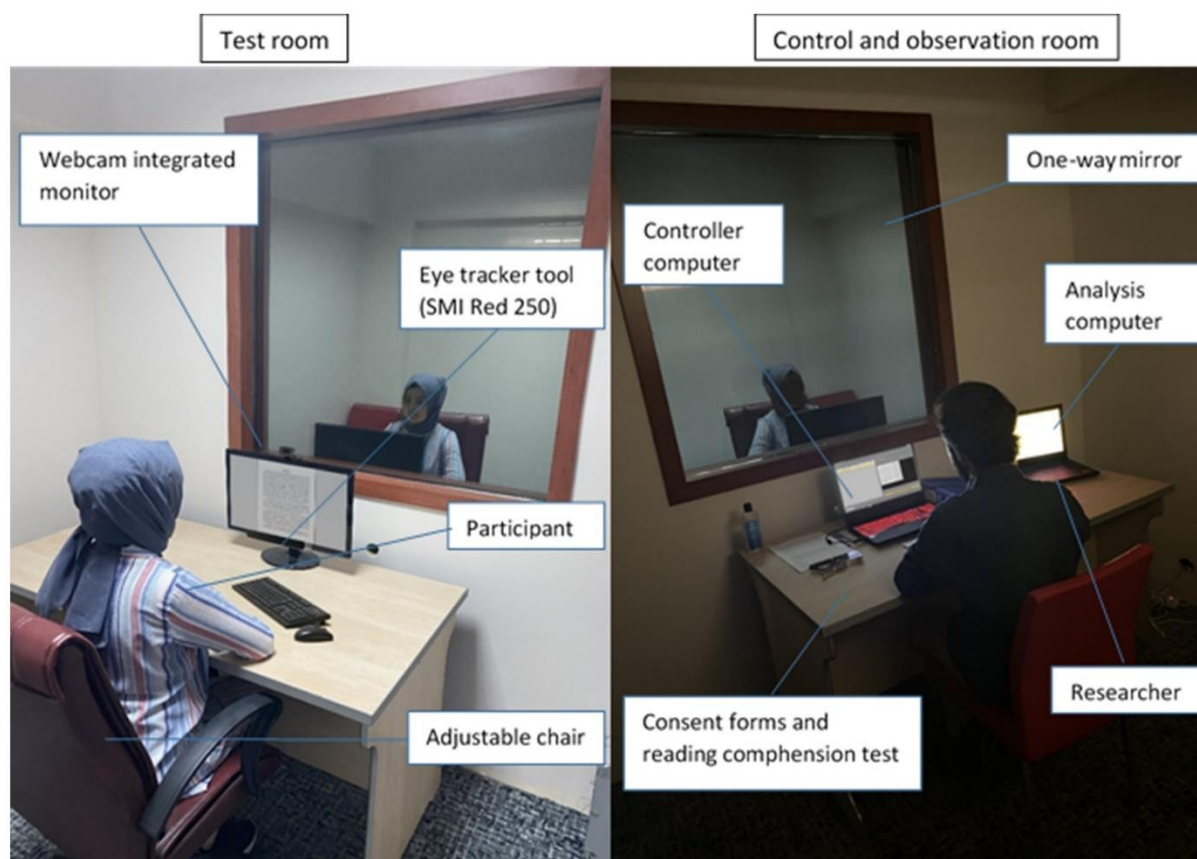 Test room
Control and observation room
Webcam integrated
monitor
Eye tracker tool
(SMI Red 250)
Participant
Adjustable chair
One-way mirror
Controller
computer
Analysis
computer
Researcher
Consent forms and
reading comphension test